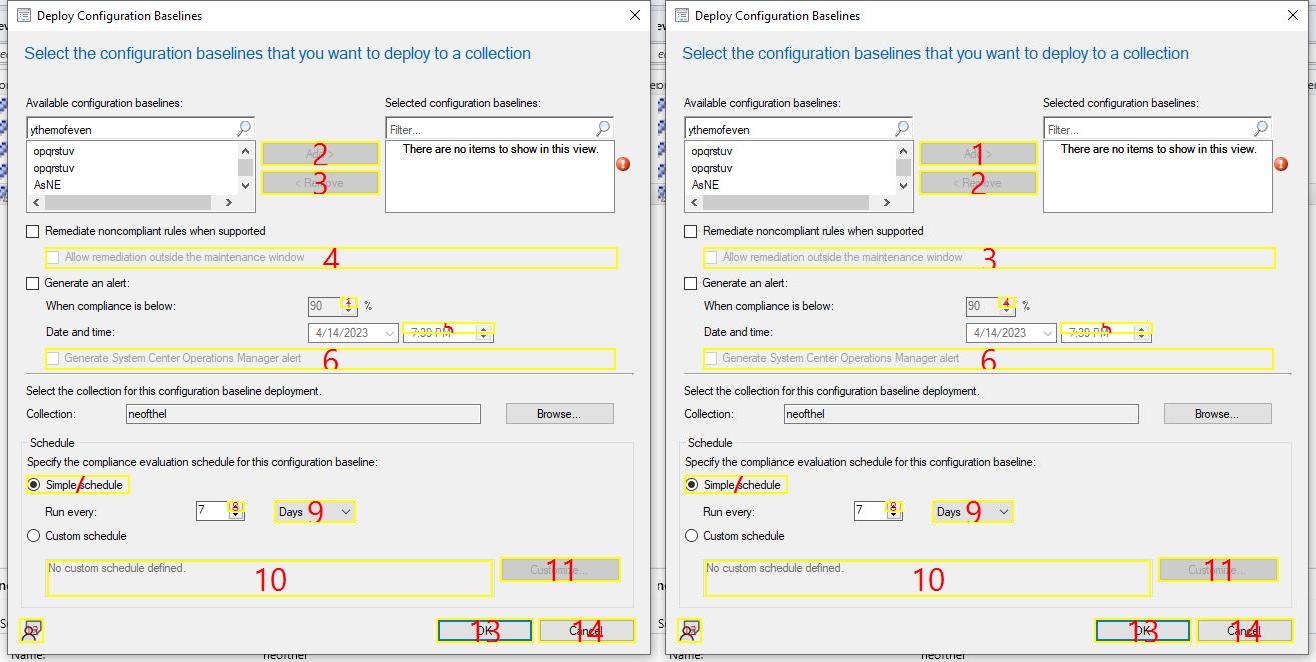 Deploy Configuration Baselines
Select the configuration baselines that you want to deploy to a collection
Available configuration baselines:
Selected configuration baselines:
ythemofeven
Filter...
opqrstuv
opqrstuv
AsNE
2
Add >
3
< Remove
There are no items to show in this view.
Remediate noncompliant rules when supported
Allow remediation outside the maintenance window
4
Generate an alert:
When compliance is below:
90
1
%
Date and time:
4/14/2023
7:39 PM
5
Generate System Center Operations Manager alert
6
Select the collection for this configuration baseline deployment.
Collection:
neofthel
Browse...
Schedule
Specify the compliance evaluation schedule for this configuration baseline:
Simple schedule
7
Run every:
7
8
Days
9
Custom schedule
No custom schedule defined.
10
Customize...
11
OK
13
Cancel
14
Deploy Configuration Baselines
Select the configuration baselines that you want to deploy to a collection
Available configuration baselines:
Selected configuration baselines:
ythemofeven
Filter...
opqrstuv
opqrstuv
AsNE
1
Add >
2
< Remove
There are no items to show in this view.
Remediate noncompliant rules when supported
Allow remediation outside the maintenance window
3
Generate an alert:
When compliance is below:
90
4
%
Date and time:
4/14/2023
7:39 PM
5
Generate System Center Operations Manager alert
6
Select the collection for this configuration baseline deployment.
Collection:
neofthel
Browse...
Schedule
Specify the compliance evaluation schedule for this configuration baseline:
Simple schedule
7
Run every:
7
8
Days
9
Custom schedule
No custom schedule defined.
10
Customize...
11
OK
13
Cancel
14
Name:
neofthel
Name:
neofthel